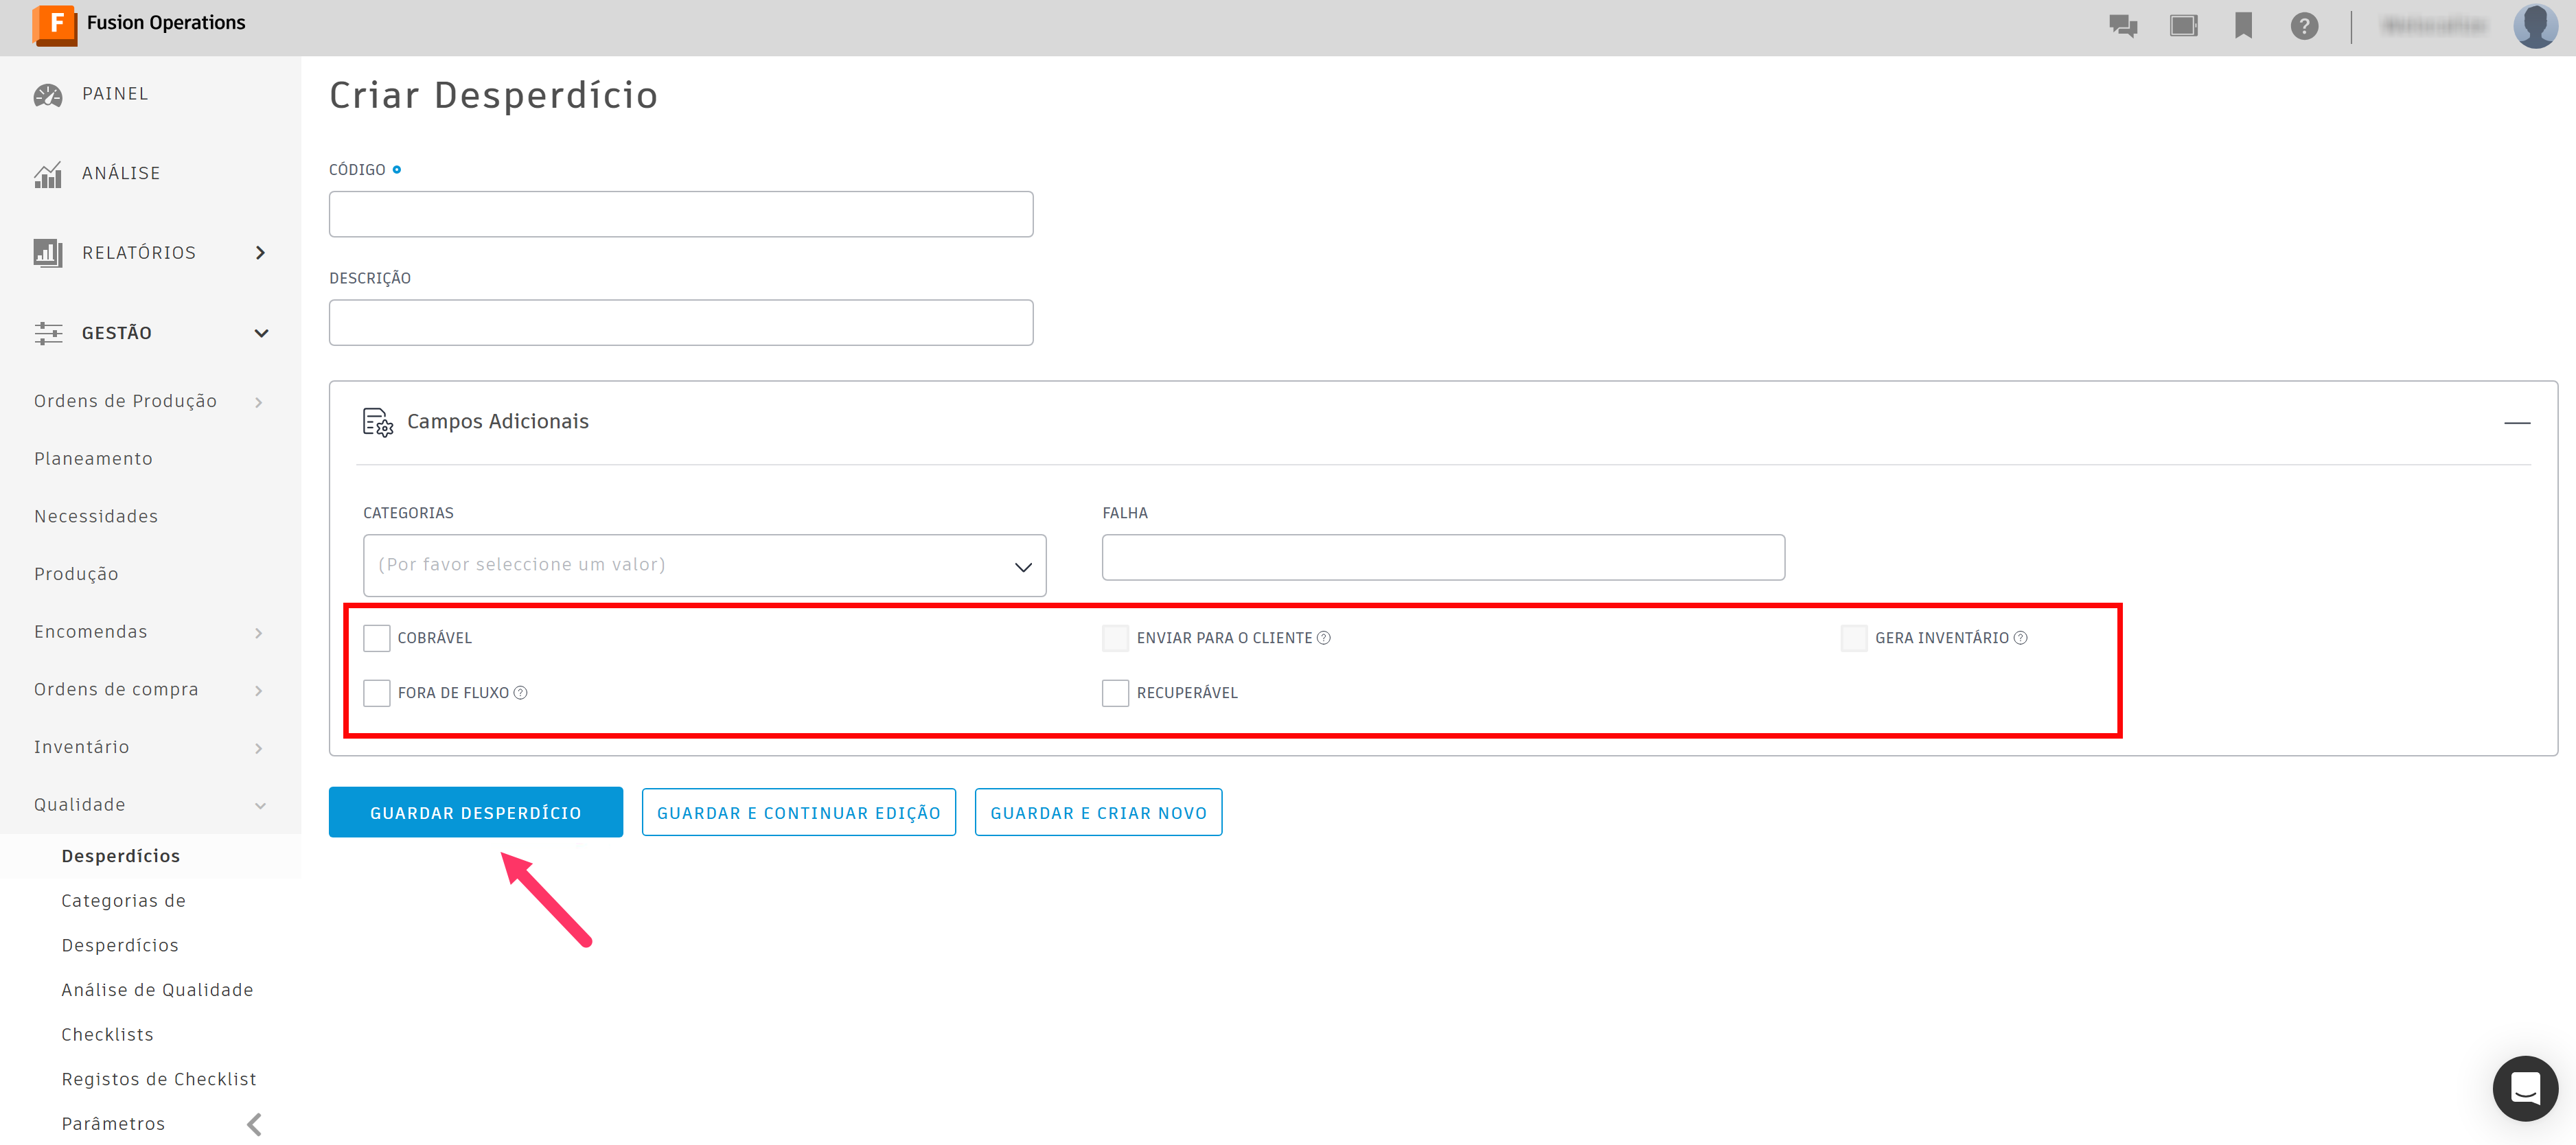 F Fusion Operations
?
PAINEL
ANÁLISE
RELATÓRIOS
GESTÃO
Ordens de Produção
Planeamento
Necessidades
Produção
Encomendas
Ordens de compra
Inventário
Qualidade
Desperdícios
Categorias de
Desperdícios
Análise de Qualidade
Checklists
Registos de Checklist
Parâmetros
Criar Desperdício
CÓDIGO
DESCRIÇÃO
Campos Adicionais
CATEGORIAS
(Por favor seleccione um valor)
FALHA
COBRÁVEL
ENVIAR PARA O CLIENTE ?
GERA INVENTÁRIO ?
FORA DE FLUXO ?
RECUPERÁVEL
GUARDAR DESPERDÍCIO
GUARDAR E CONTINUAR EDIÇÃO
GUARDAR E CRIAR NOVO